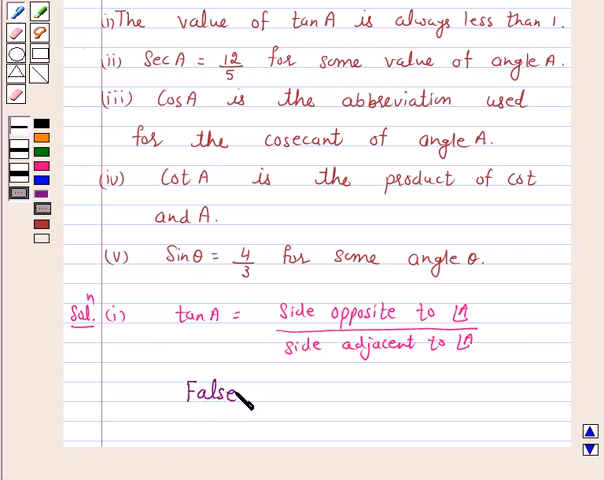 (i) The value of tan A is always less than 1.
(ii) Sec A = 12/5 for some value of angle A.
(iii) Cos A is the abbreviation used
for the cosecant of angle A.
(iv) Cot A is the product of cot
and A.
(v) Sin θ = 4/3 for some angle θ.
Solⁿ. (i) tan A = Side opposite to ∠A / side adjacent to ∠A
False